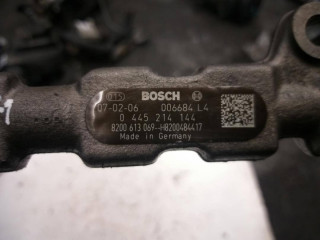 BOSCH
07-02-06 006684 L4
0 445 214 144
8200 613 069--H8200484417
Made in Germany